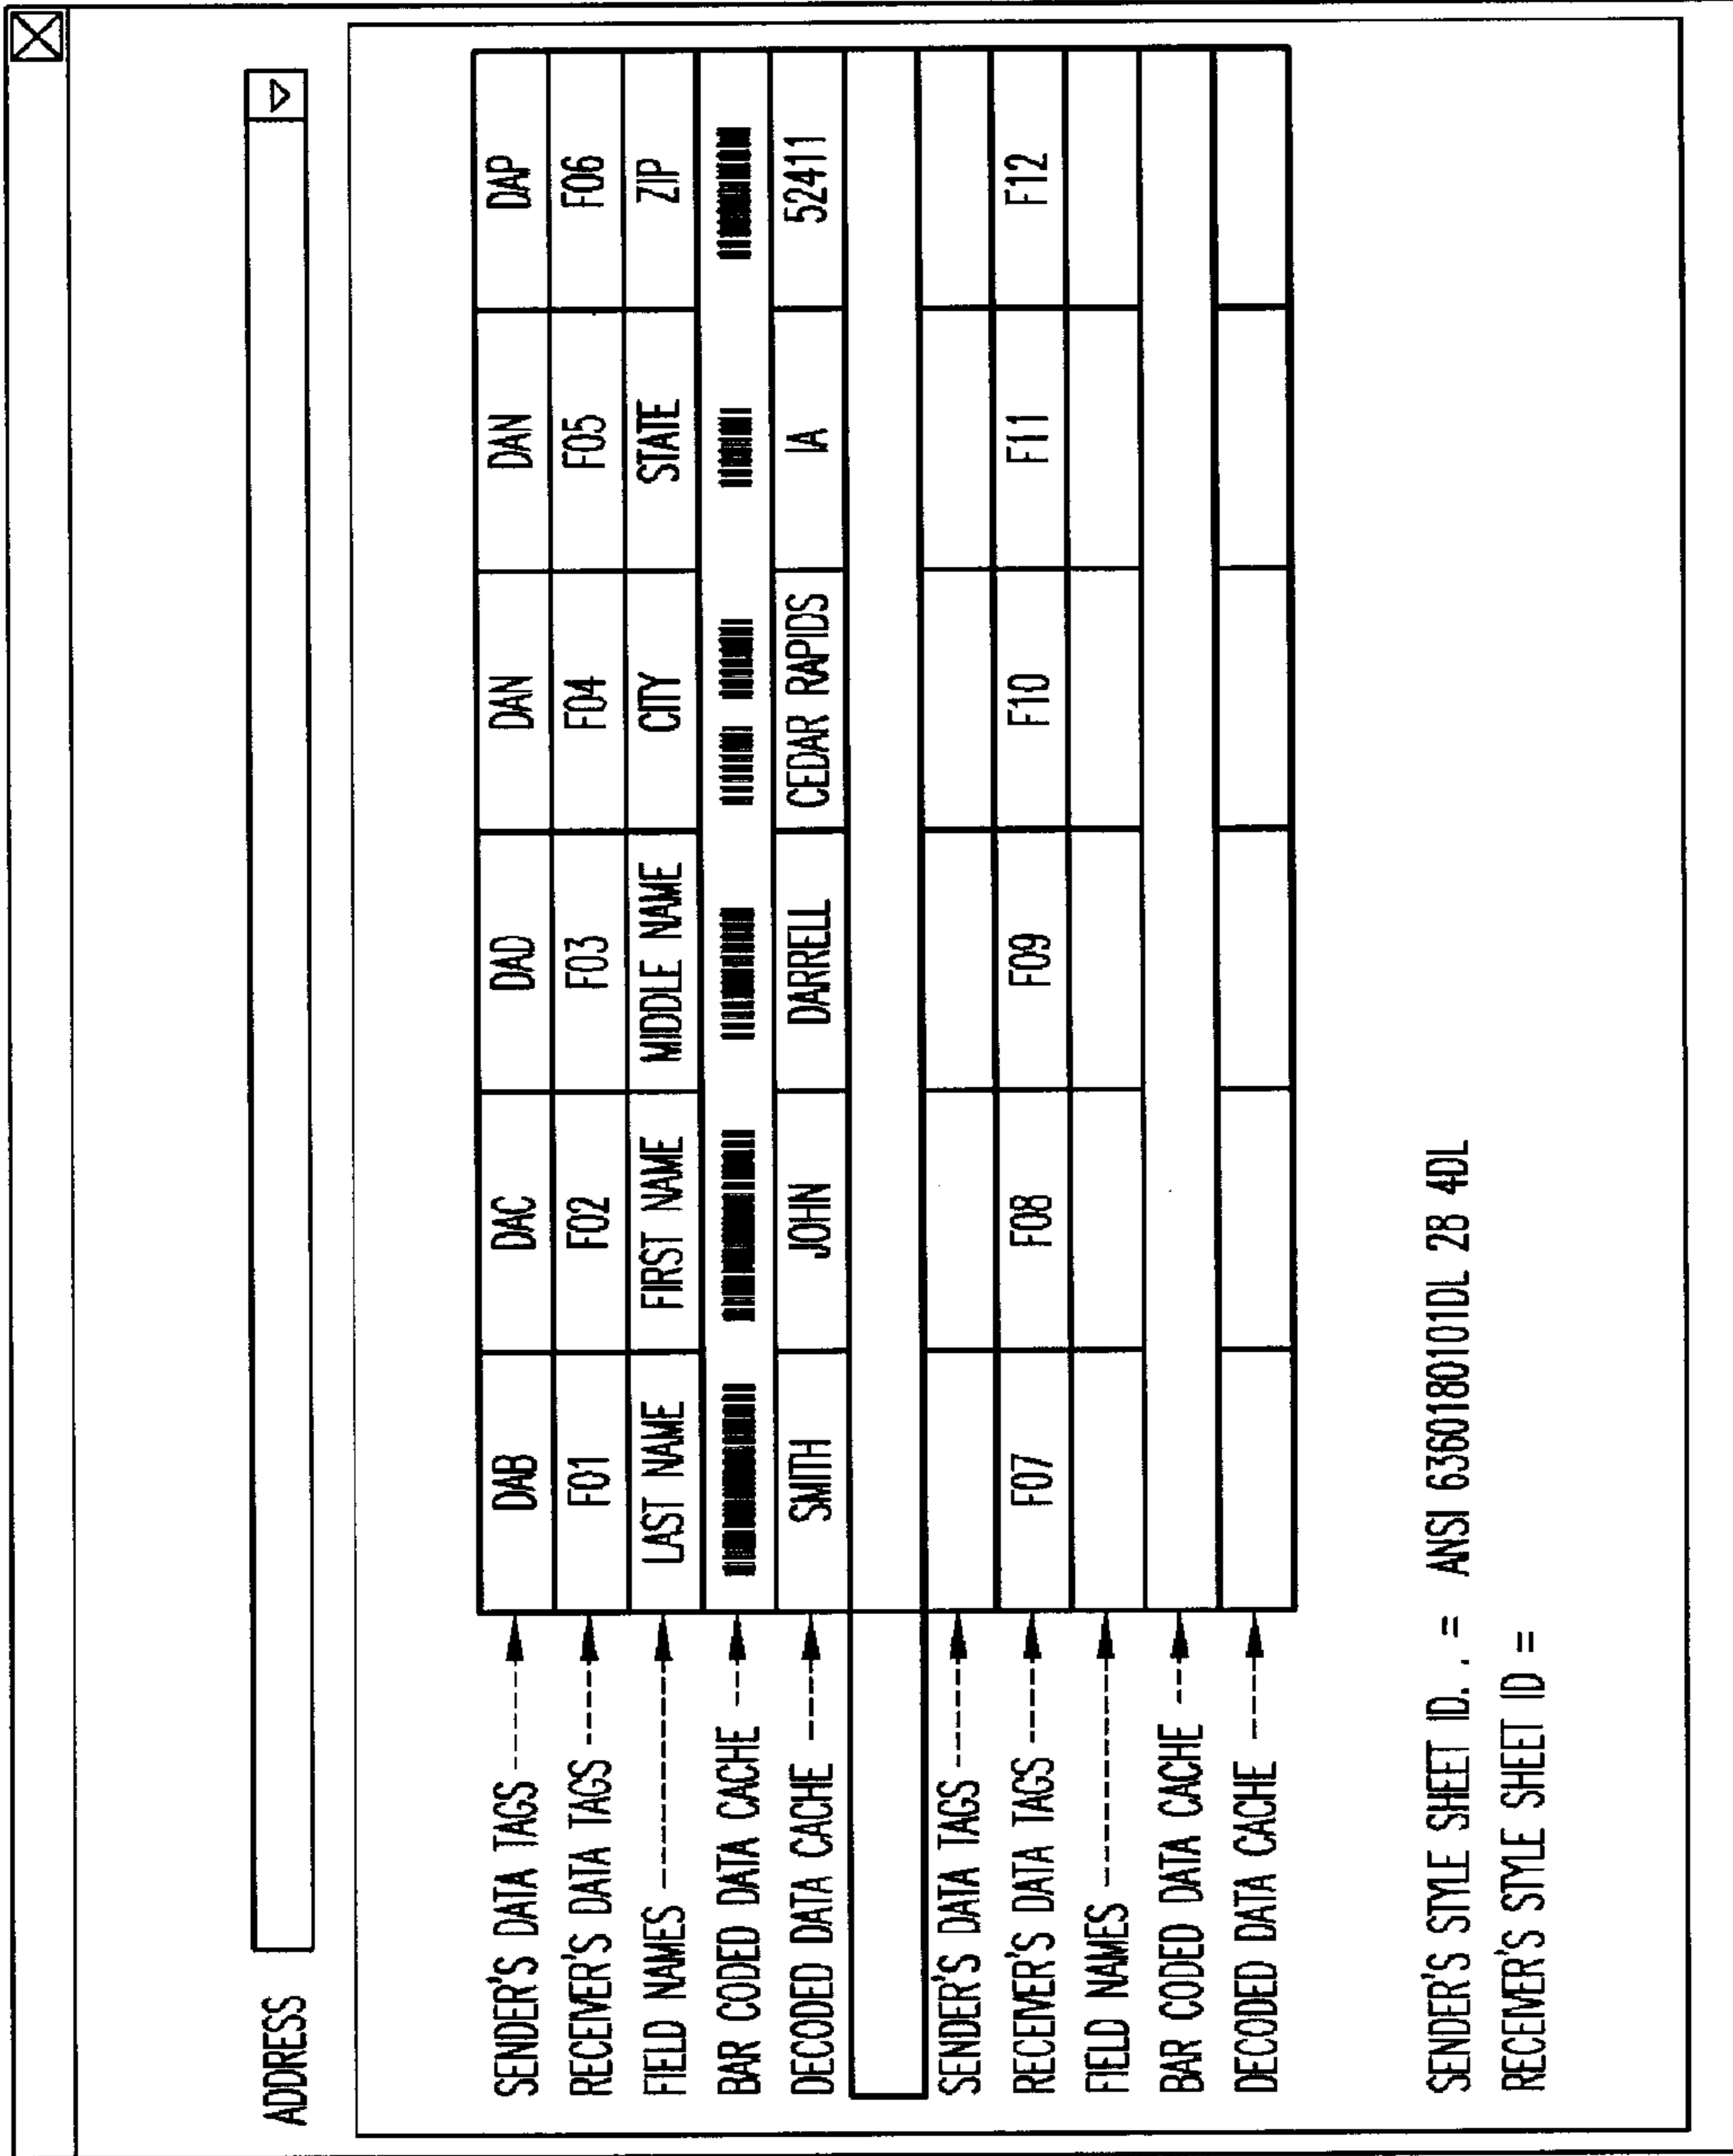 ADDRESS
SENDER'S DATA TAGS DAB DAC DAD DAN DAN DAP
RECEIVER'S DATA TAGS F01 F02 F03 F04 F05 F06
FIELD NAMES LAST NAME FIRST NAME MIDDLE NAME CITY STATE ZIP
BAR CODED DATA CACHE
DECODED DATA CACHE SMITH JOHN DARRELL CEDAR RAPIDS IA 52411
SENDER'S DATA TAGS
RECEIVER'S DATA TAGS F07 F08 F09 F10 F11 F12
FIELD NAMES
BAR CODED DATA CACHE
DECODED DATA CACHE
SENDER'S STYLE SHEET ID. . = ANSI 6360180101DL 2B 4DL
RECEIVER'S STYLE SHEET ID =